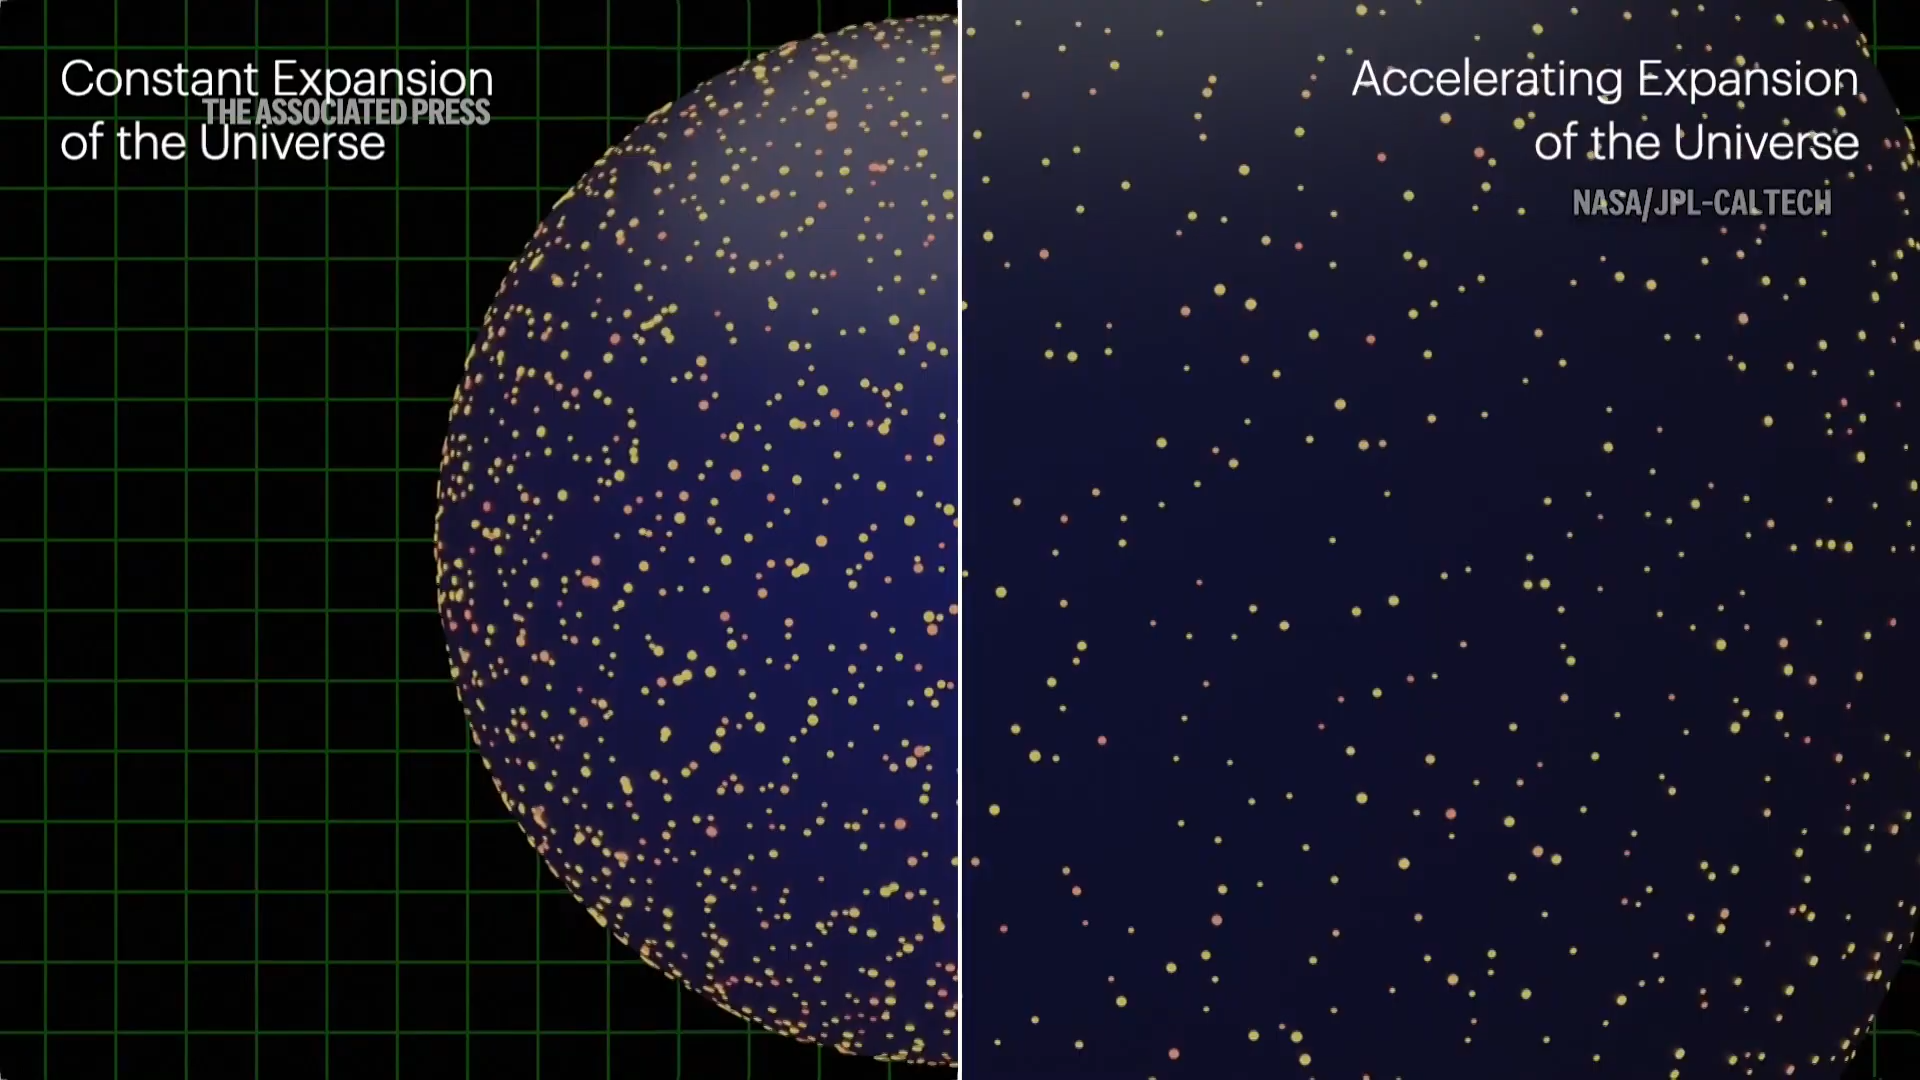 Constant Expansion
THE ASSOCIATED PRESS
of the Universe
Accelerating Expansion
of the Universe
NASA/JPL-CALTECH